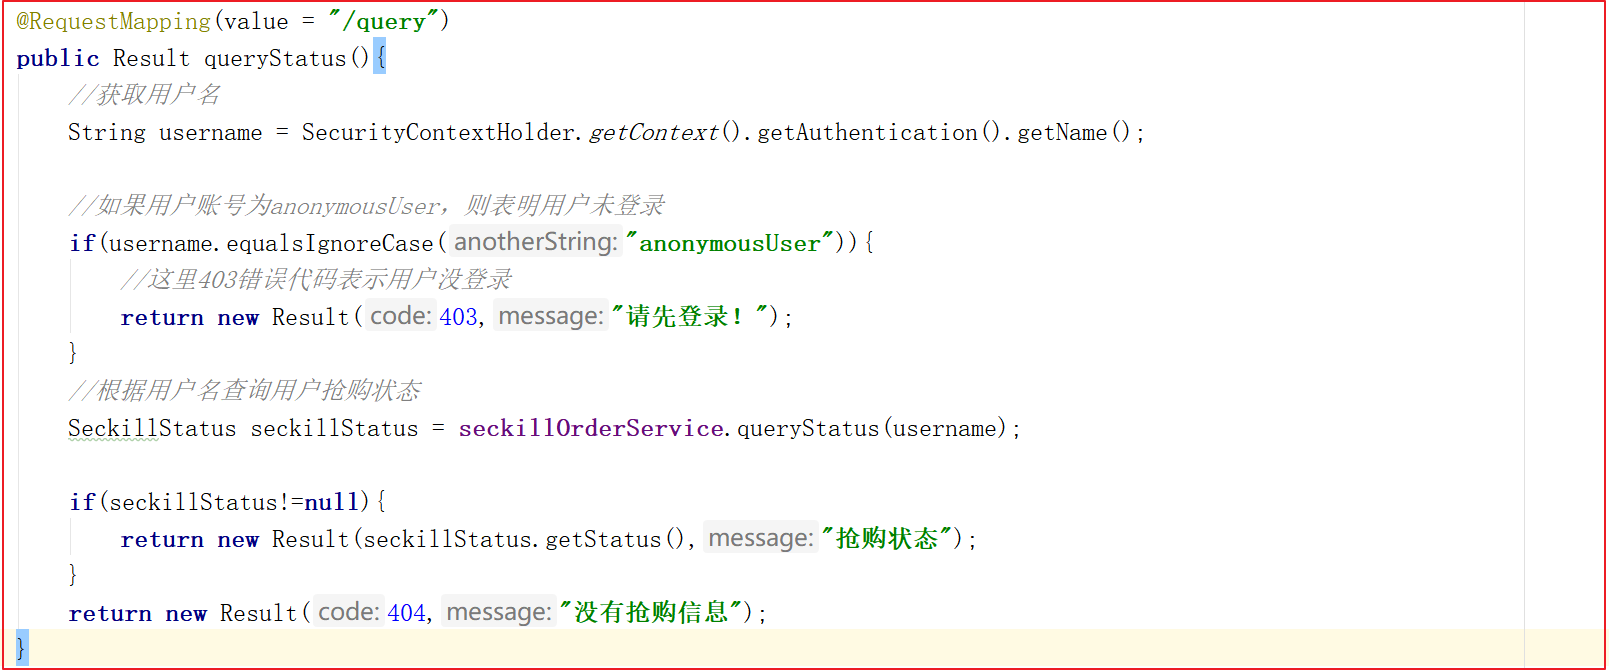 @RequestMapping(value = "/query")
public Result queryStatus(){
//获取用户名
String username = SecurityContextHolder.getContext().getAuthentication().getName();
//如果用户账号为anonymousUser，则表明用户未登录
if(username.equalsIgnoreCase( anotherString: "anonymousUser")){
//这里403错误代码表示用户没登录
return new Result( code: 403, message: "请先登录！");
}
//根据用户名查询用户抢购状态
SeckillStatus seckillStatus = seckillOrderService.queryStatus(username);
if(seckillStatus!=null){
return new Result(seckillStatus.getStatus(), message: "抢购状态");
}
return new Result( code: 404, message: "没有抢购信息");
}